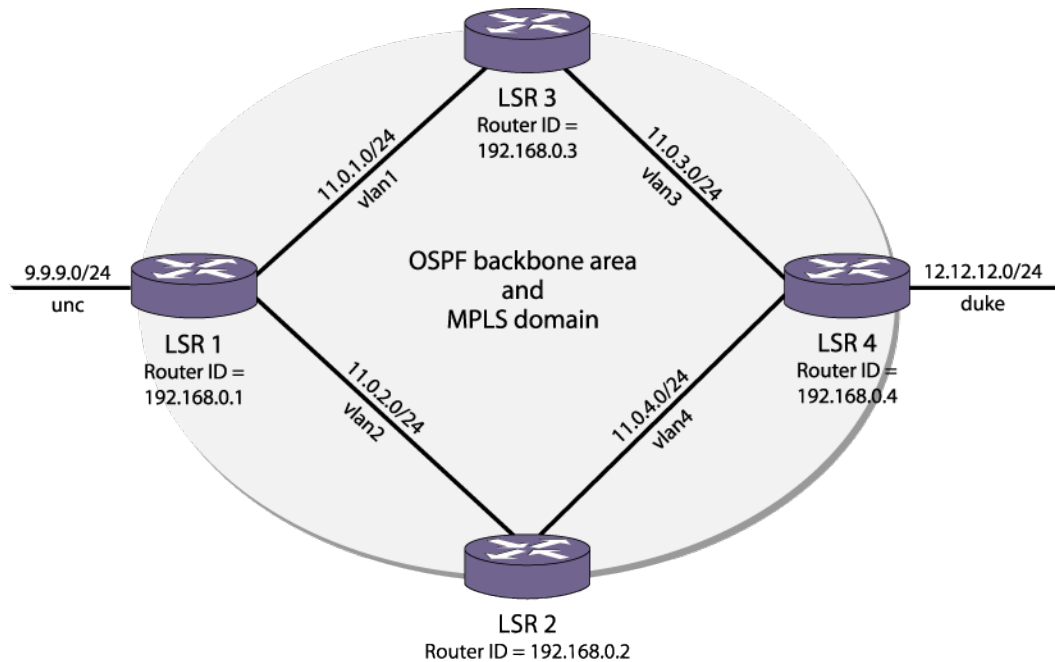 LSR 3
Router ID =
192.168.0.3
11.0.1.0/24
vlan1
11.0.3.0/24
vlan3
9.9.9.0/24
unc
OSPF backbone area
and
MPLS domain
12.12.12.0/24
duke
LSR 1
Router ID =
192.168.0.1
LSR 4
Router ID =
192.168.0.4
11.0.2.0/24
vlan2
11.0.4.0/24
vlan4
LSR 2
Router ID = 192.168.0.2